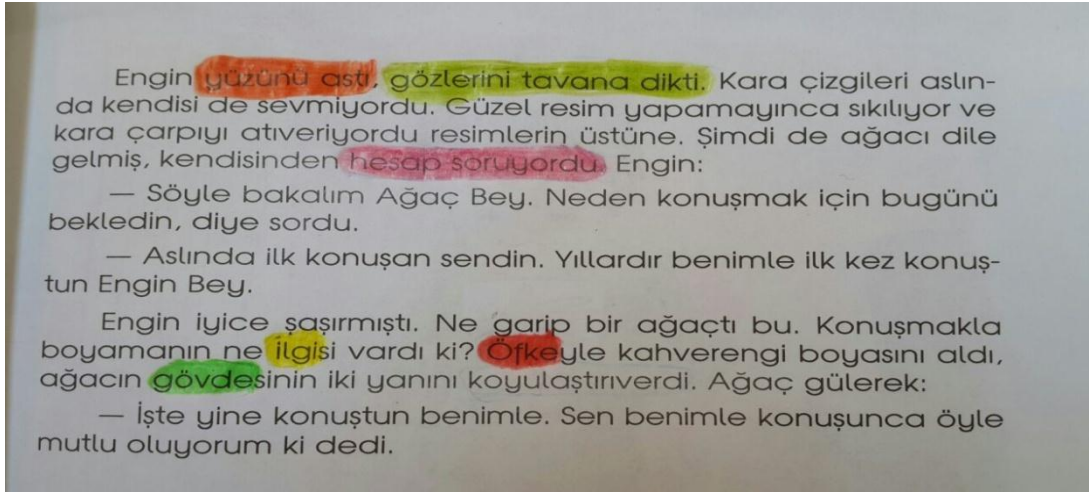 Engin yüzünü astı, gözlerini tavana dikti. Kara çizgileri aslın-
da kendisi de sevmiyordu. Güzel resim yapamayınca sıkılıyor ve
kara çarpıyı atıveriyordu resimlerin üstüne. Şimdi de ağacı dile
gelmiş, kendisinden hesap soruyordu. Engin:
— Söyle bakalım Ağaç Bey. Neden konuşmak için bugünü
bekledin, diye sordu.
— Aslında ilk konuşan sendin. Yıllardır benimle ilk kez konuş-
tun Engin Bey.
Engin iyice şaşırmıştı. Ne garip bir ağaçtı bu. Konuşmakla
boyamanın ne ilgisi vardı ki? Öfkeyle kahverengi boyasını aldı,
ağacın gövdesinin iki yanını koyulaştırıverdi. Ağaç gülerek:
— İşte yine konuştun benimle. Sen benimle konuşunca öyle
mutlu oluyorum ki dedi.